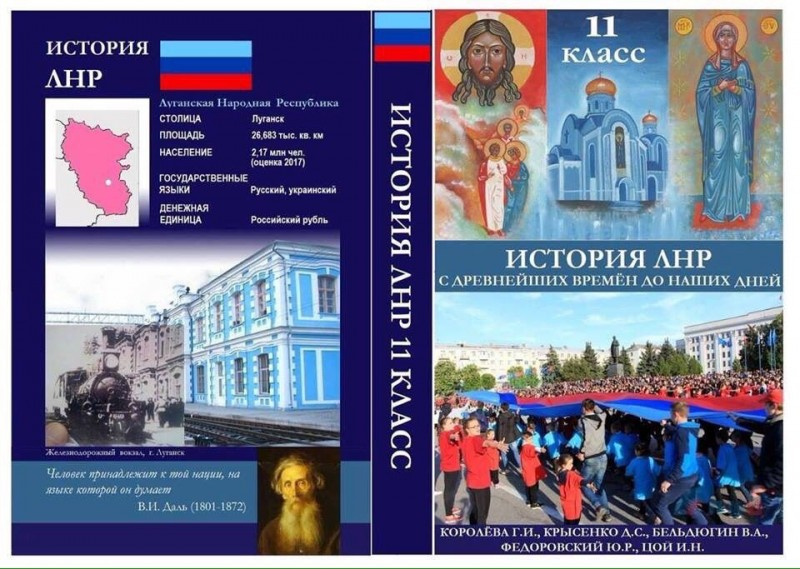 ИСТОРИЯ
ЛНР
Луганская Народная Республика
СТОЛИЦА Луганск
ПЛОЩАДЬ 26,683 тыс. кв. км
НАСЕЛЕНИЕ 2,17 млн чел.
(оценка 2017)
ГОСУДАРСТВЕННЫЕ
ЯЗЫКИ Русский, украинский
ДЕНЕЖНАЯ
ЕДИНИЦА Российский рубль
Железнодорожный вокзал, г. Луганск
Человек принадлежит к той нации, на
языке которой он думает
В.И. Даль (1801-1872)
ИСТОРИЯ ЛНР 11 КЛАСС
11
класс
ИСТОРИЯ ЛНР
С ДРЕВНЕЙШИХ ВРЕМЁН ДО НАШИХ ДНЕЙ
КОРОЛЁВА Г.И., КРЫСЕНКО Д.С., БЕЛЬДЮГИН В.А.,
ФЕДОРОВСКИЙ Ю.Р., ЦОЙ И.Н.